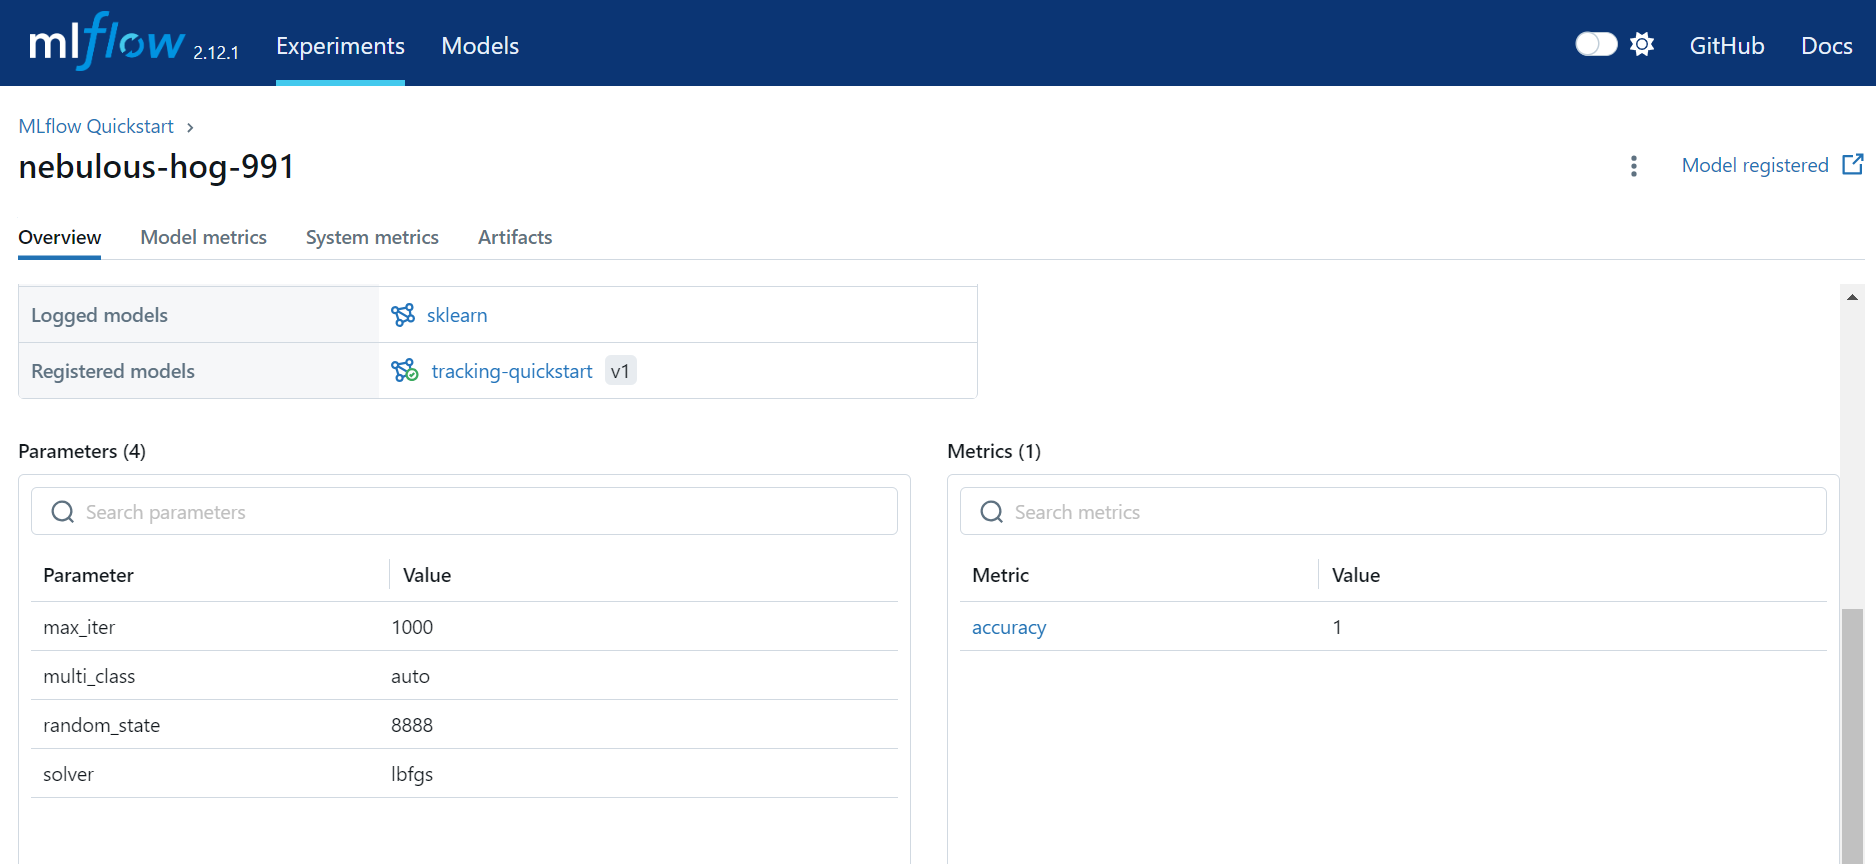 mlflow 2.12.1 Experiments Models GitHub Docs
MLflow Quickstart
nebulous-hog-991
Model registered
Overview Model metrics System metrics Artifacts
Logged models sklearn
Registered models tracking-quickstart v1
Parameters (4)
Search parameters
Parameter Value
max_iter 1000
multi_class auto
random_state 8888
solver lbfgs
Metrics (1)
Search metrics
Metric Value
accuracy 1